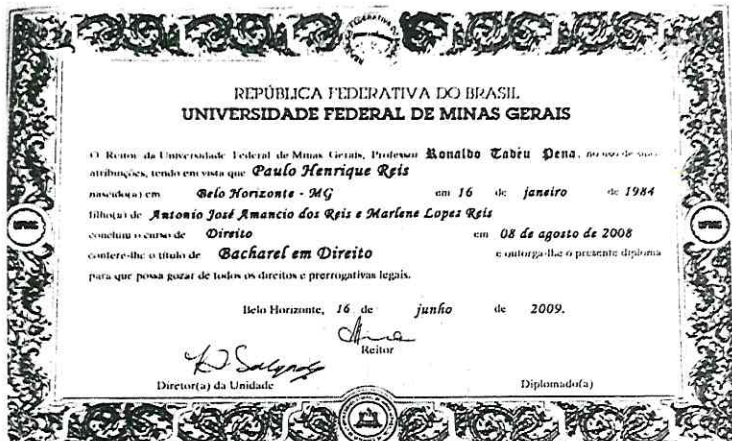 REPÚBLICA FEDERATIVA DO BRASIL
UNIVERSIDADE FEDERAL DE MINAS GERAIS
O Reitor da Universidade Federal de Minas Gerais, Professor Ronaldo Tadêu Pena, no uso de suas
atribuições, tendo em vista que Paulo Henrique Reis
nascido(a) em Belo Horizonte - MG em 16 de janeiro de 1984
filho(a) de Antonio José Amancio dos Reis e Marlene Lopes Reis
concluiu o curso de Direito em 08 de agosto de 2008
confere-lhe o título de Bacharel em Direito e outorga-lhe o presente diploma
para que possa gozar de todos os direitos e prerrogativas legais.
Belo Horizonte, 16 de junho de 2009.
Reitor
Diretor(a) da Unidade Diplomado(a)
UFMG
UFMG